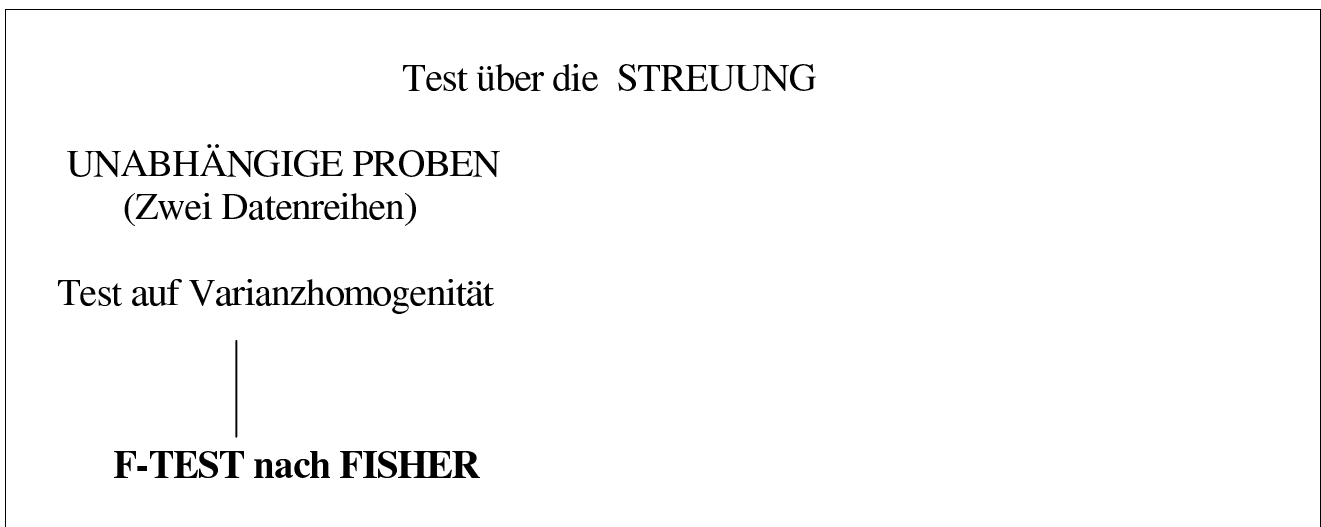 Test über die STREUUNG
UNABHÄNGIGE PROBEN
(Zwei Datenreihen)
Test auf Varianzhomogenität
F-TEST nach FISHER